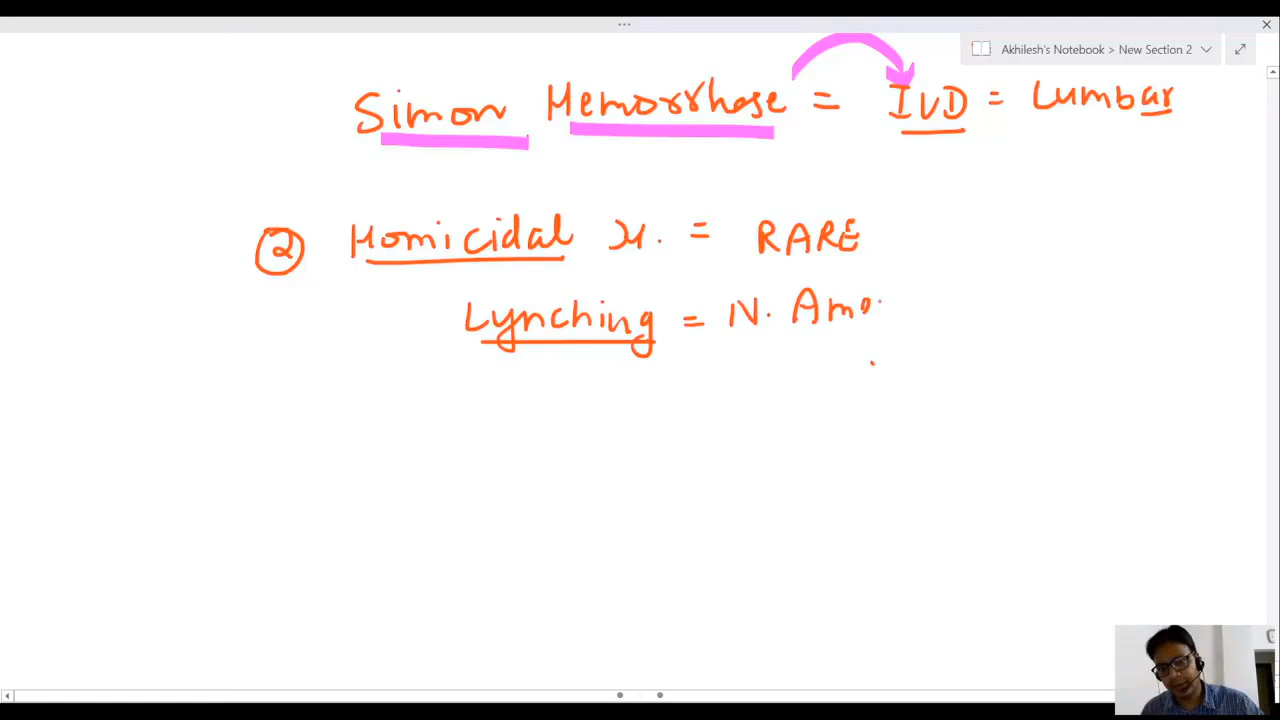 Akhilesh's Notebook > New Section 2
Simon Hemorrhage = IVD = Lumbar
② Homicidal = RARE
Lynching = N. Am